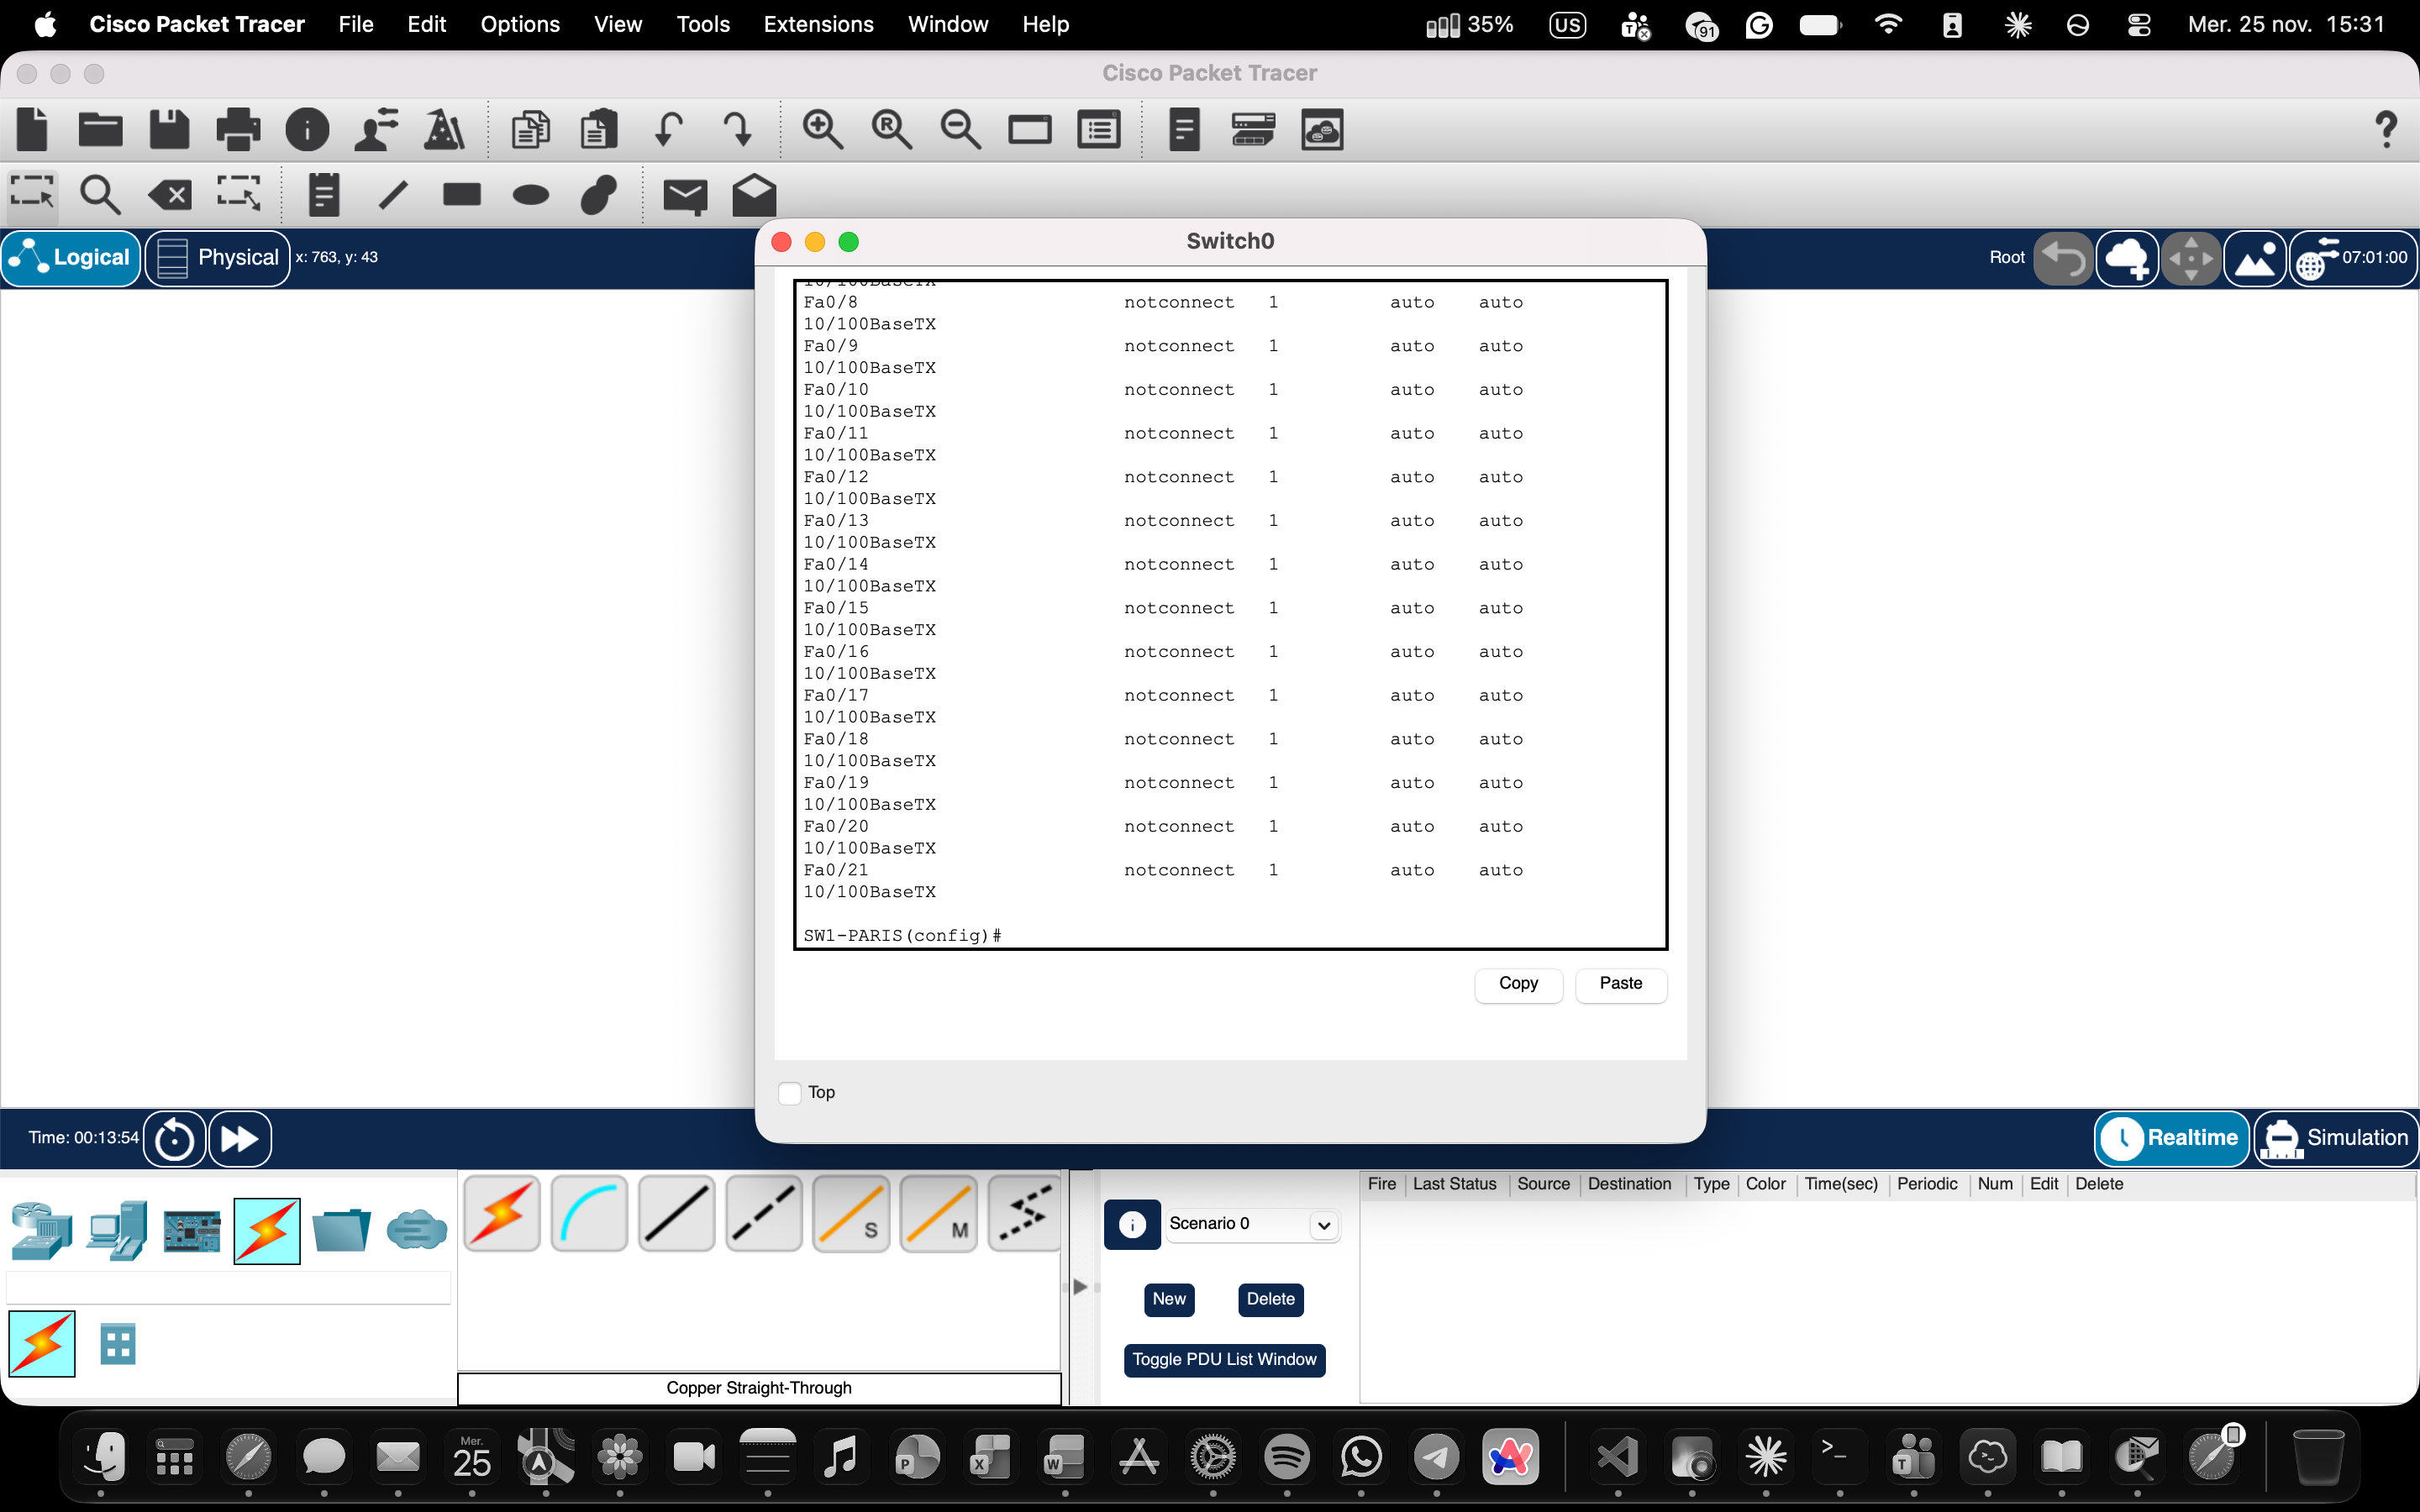 Cisco Packet Tracer File Edit Options View Tools Extensions Window Help 35% US 91 Mer. 25 nov. 15:31
Cisco Packet Tracer
Logical Physical x: 763, y: 43 Root 07:01:00
Switch0
10/100BaseTX
Fa0/8 notconnect 1 auto auto
10/100BaseTX
Fa0/9 notconnect 1 auto auto
10/100BaseTX
Fa0/10 notconnect 1 auto auto
10/100BaseTX
Fa0/11 notconnect 1 auto auto
10/100BaseTX
Fa0/12 notconnect 1 auto auto
10/100BaseTX
Fa0/13 notconnect 1 auto auto
10/100BaseTX
Fa0/14 notconnect 1 auto auto
10/100BaseTX
Fa0/15 notconnect 1 auto auto
10/100BaseTX
Fa0/16 notconnect 1 auto auto
10/100BaseTX
Fa0/17 notconnect 1 auto auto
10/100BaseTX
Fa0/18 notconnect 1 auto auto
10/100BaseTX
Fa0/19 notconnect 1 auto auto
10/100BaseTX
Fa0/20 notconnect 1 auto auto
10/100BaseTX
Fa0/21 notconnect 1 auto auto
10/100BaseTX
SW1-PARIS(config)#
Copy Paste
Top
Time: 00:13:54 Realtime Simulation
S M
Fire Last Status Source Destination Type Color Time(sec) Periodic Num Edit Delete
Scenario 0
New Delete
Toggle PDU List Window
Copper Straight-Through
Mer.
25